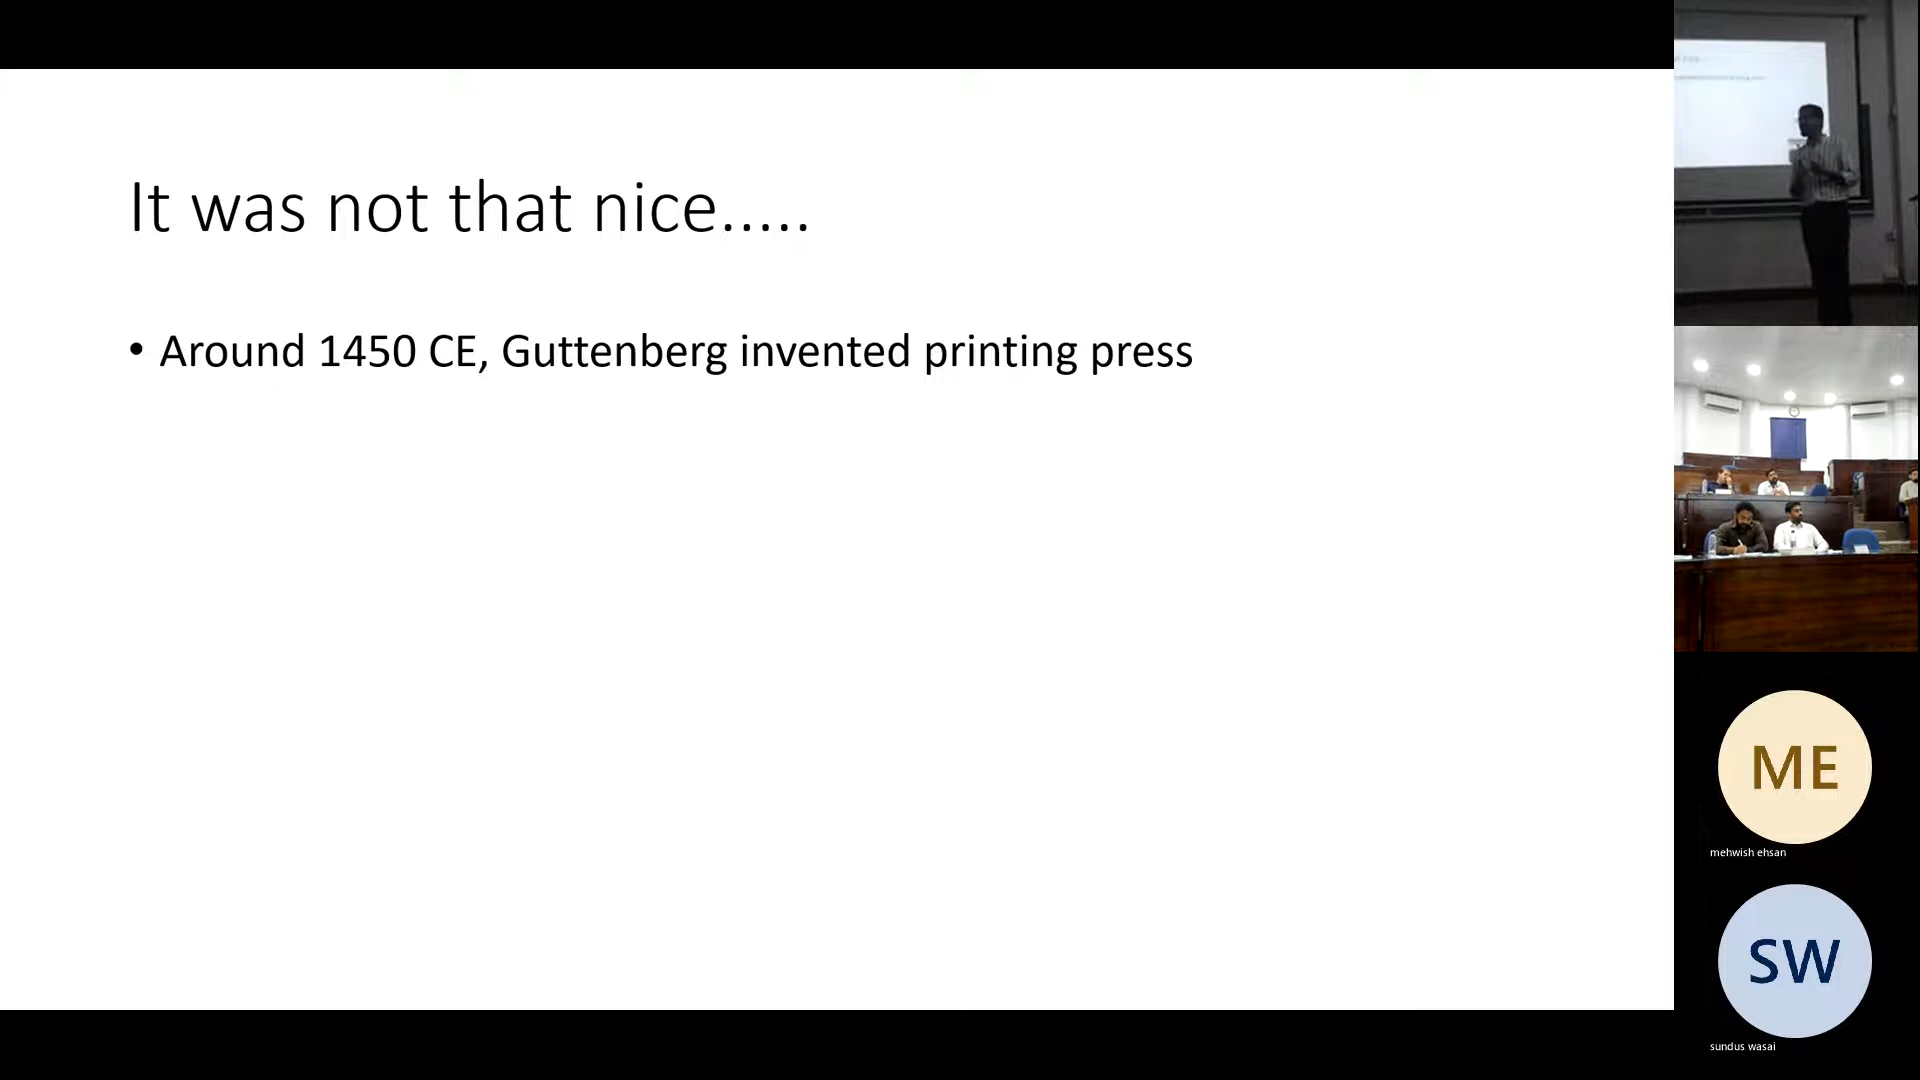 It was not that nice.....
• Around 1450 CE, Guttenberg invented printing press
ME
mehwish ehsan
SW
sundus wasai